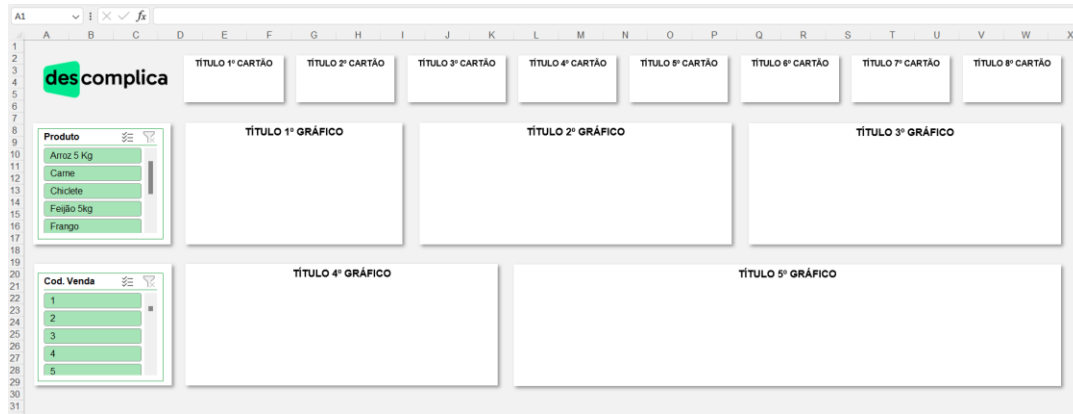 A1
fx
A B C D E F G H I J K L M N O P Q R S T U V W X
1
2
3
4
5
6
7
8
9
10
11
12
13
14
15
16
17
18
19
20
21
22
23
24
25
26
27
28
29
30
31
descomplica
TÍTULO 1º CARTÃO
TÍTULO 2º CARTÃO
TÍTULO 3º CARTÃO
TÍTULO 4º CARTÃO
TÍTULO 5º CARTÃO
TÍTULO 6º CARTÃO
TÍTULO 7º CARTÃO
TÍTULO 8º CARTÃO
Produto
Arroz 5 Kg
Carne
Chiclete
Feijão 5kg
Frango
TÍTULO 1º GRÁFICO
TÍTULO 2º GRÁFICO
TÍTULO 3º GRÁFICO
Cod. Venda
1
2
3
4
5
TÍTULO 4º GRÁFICO
TÍTULO 5º GRÁFICO